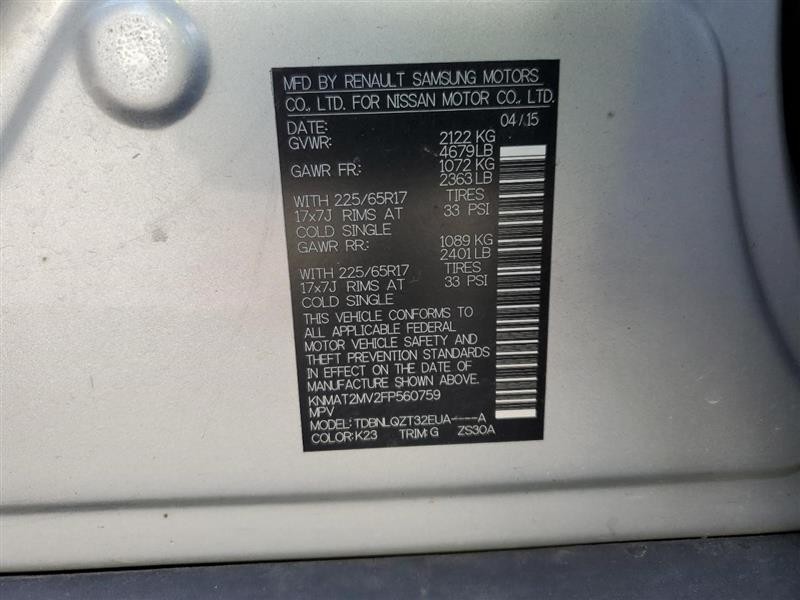 MFD BY RENAULT SAMSUNG MOTORS
CO., LTD. FOR NISSAN MOTOR CO., LTD.
DATE: 04/15
GVWR: 2122 KG
4679LB
GAWR FR: 1072 KG
2363LB
WITH 225/65R17 TIRES
17x7J RIMS AT 33 PSI
COLD SINGLE
GAWR RR: 1089 KG
2401LB
WITH 225/65R17 TIRES
17x7J RIMS AT 33 PSI
COLD SINGLE
THIS VEHICLE CONFORMS TO
ALL APPLICABLE FEDERAL
MOTOR VEHICLE SAFETY AND
THEFT PREVENTION STANDARDS
IN EFFECT ON THE DATE OF
MANUFACTURE SHOWN ABOVE.
KNMAT2MV2FP560759
MPV
MODEL: TDBNLQZT32EUA----A
COLOR: K23 TRIM: G ZS30A